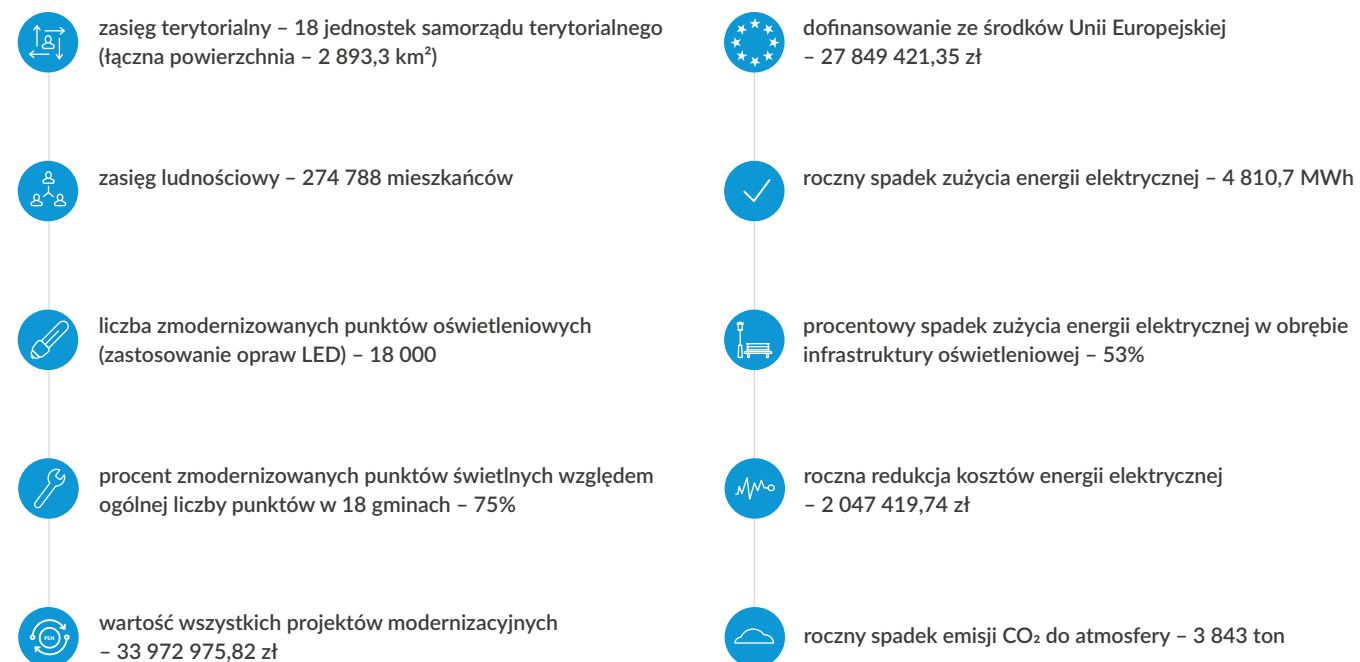 zasięg terytorialny – 18 jednostek samorządu terytorialnego
(łączna powierzchnia – 2 893,3 km²)
zasięg ludnościowy – 274 788 mieszkańców
liczba zmodernizowanych punktów oświetleniowych
(zastosowanie opraw LED) – 18 000
procent zmodernizowanych punktów świetlnych względem
ogólnej liczby punktów w 18 gminach – 75%
PLN
wartość wszystkich projektów modernizacyjnych
– 33 972 975,82 zł
dofinansowanie ze środków Unii Europejskiej
– 27 849 421,35 zł
roczny spadek zużycia energii elektrycznej – 4 810,7 MWh
procentowy spadek zużycia energii elektrycznej w obrębie
infrastruktury oświetleniowej – 53%
roczna redukcja kosztów energii elektrycznej
– 2 047 419,74 zł
roczny spadek emisji CO₂ do atmosfery – 3 843 ton